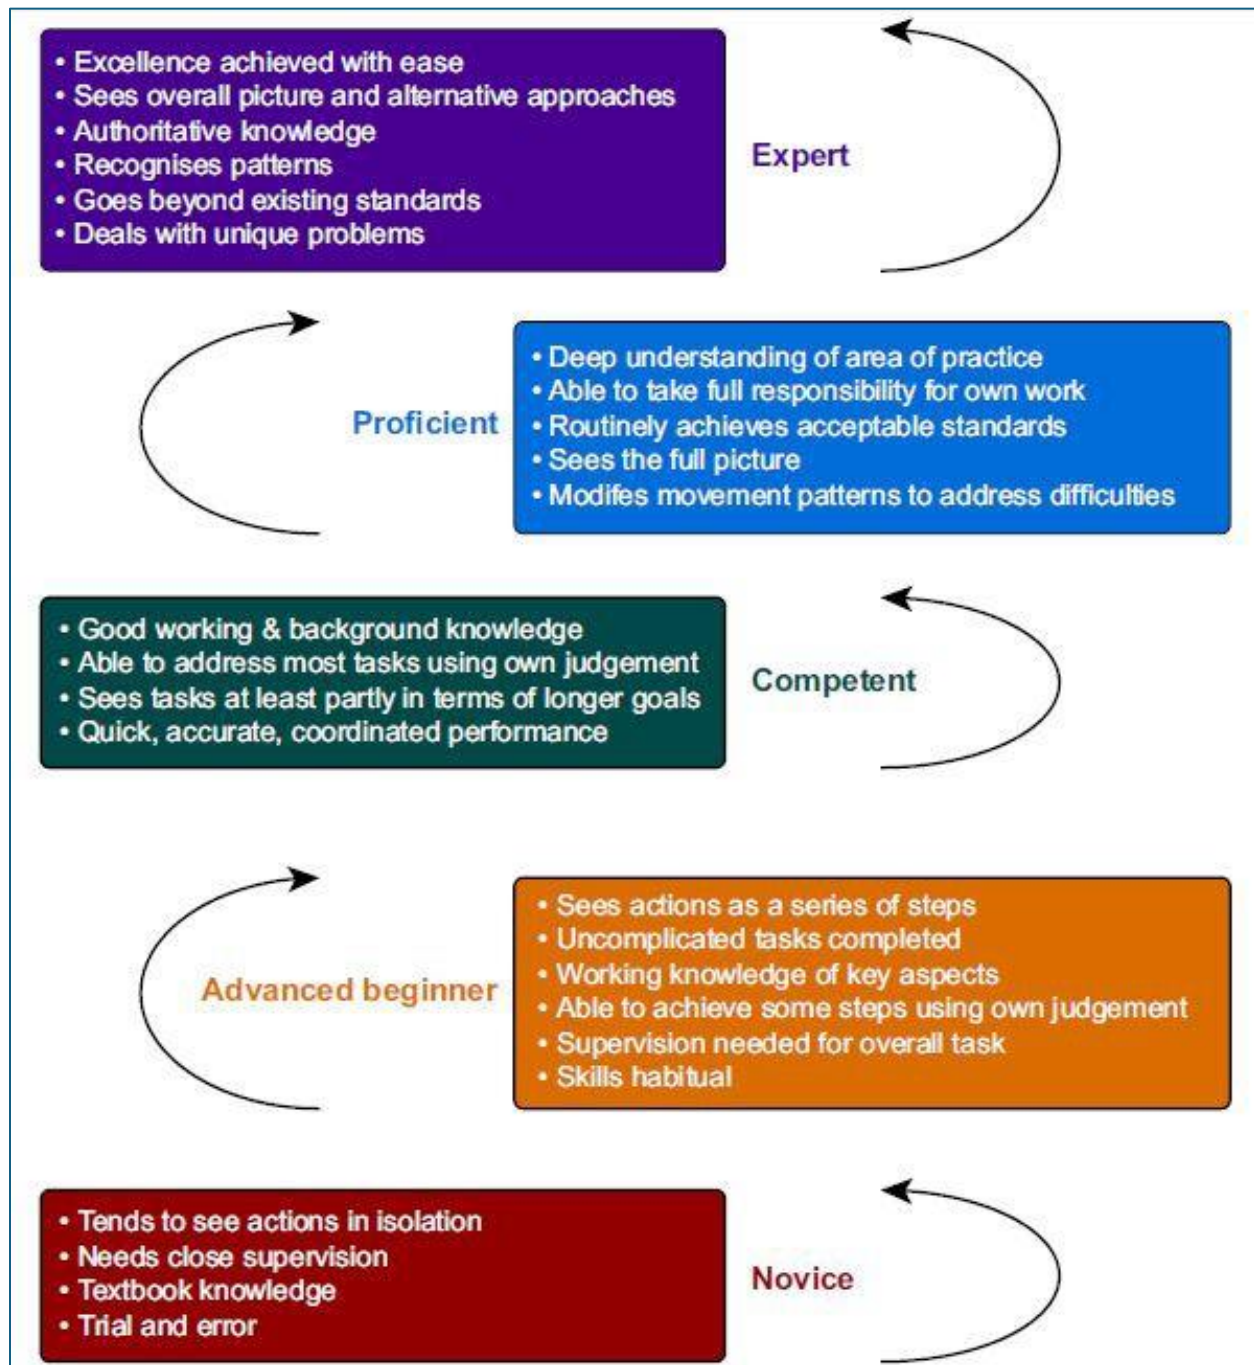 • Excellence achieved with ease
• Sees overall picture and alternative approaches
• Authoritative knowledge
• Recognises patterns
• Goes beyond existing standards
• Deals with unique problems
Expert
Proficient
• Deep understanding of area of practice
• Able to take full responsibility for own work
• Routinely achieves acceptable standards
• Sees the full picture
• Modifes movement patterns to address difficulties
• Good working & background knowledge
• Able to address most tasks using own judgement
• Sees tasks at least partly in terms of longer goals
• Quick, accurate, coordinated performance
Competent
Advanced beginner
• Sees actions as a series of steps
• Uncomplicated tasks completed
• Working knowledge of key aspects
• Able to achieve some steps using own judgement
• Supervision needed for overall task
• Skills habitual
• Tends to see actions in isolation
• Needs close supervision
• Textbook knowledge
• Trial and error
Novice